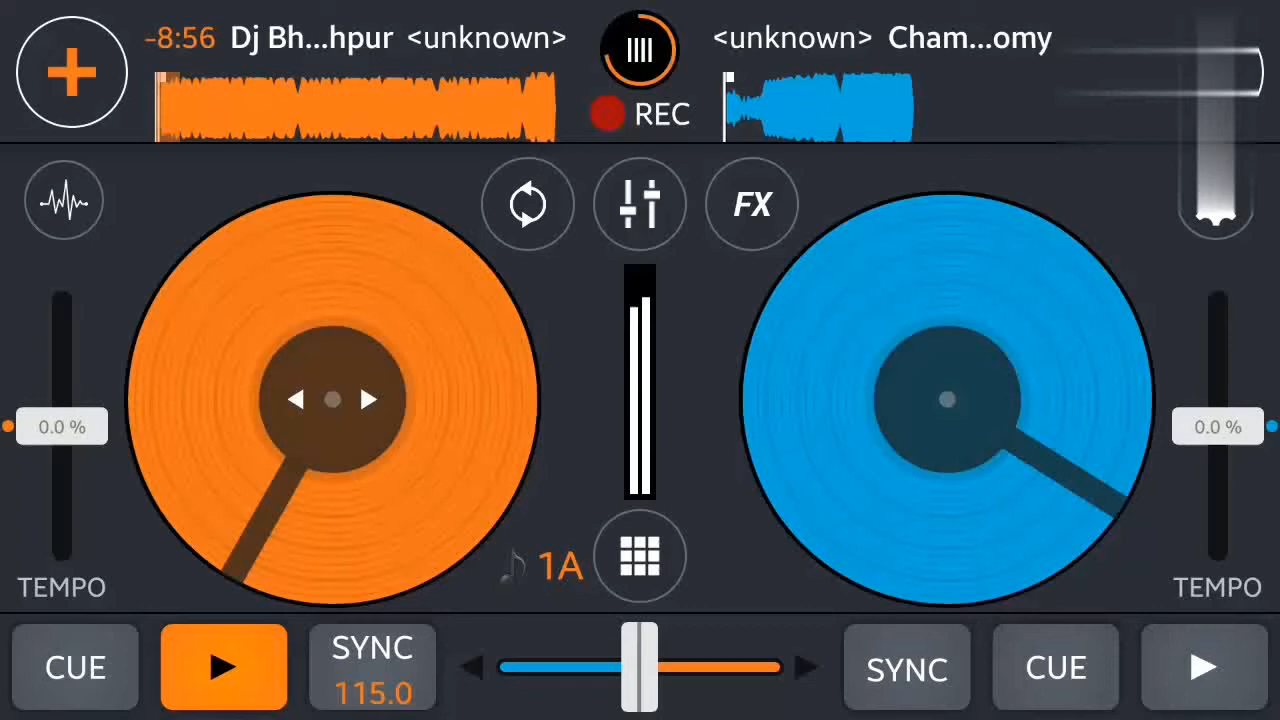 -8:56 Dj Bh...hpur <unknown>
<unknown> Cham...omy
REC
FX
0.0 %
0.0 %
TEMPO
1A
TEMPO
CUE
SYNC
115.0
SYNC
CUE